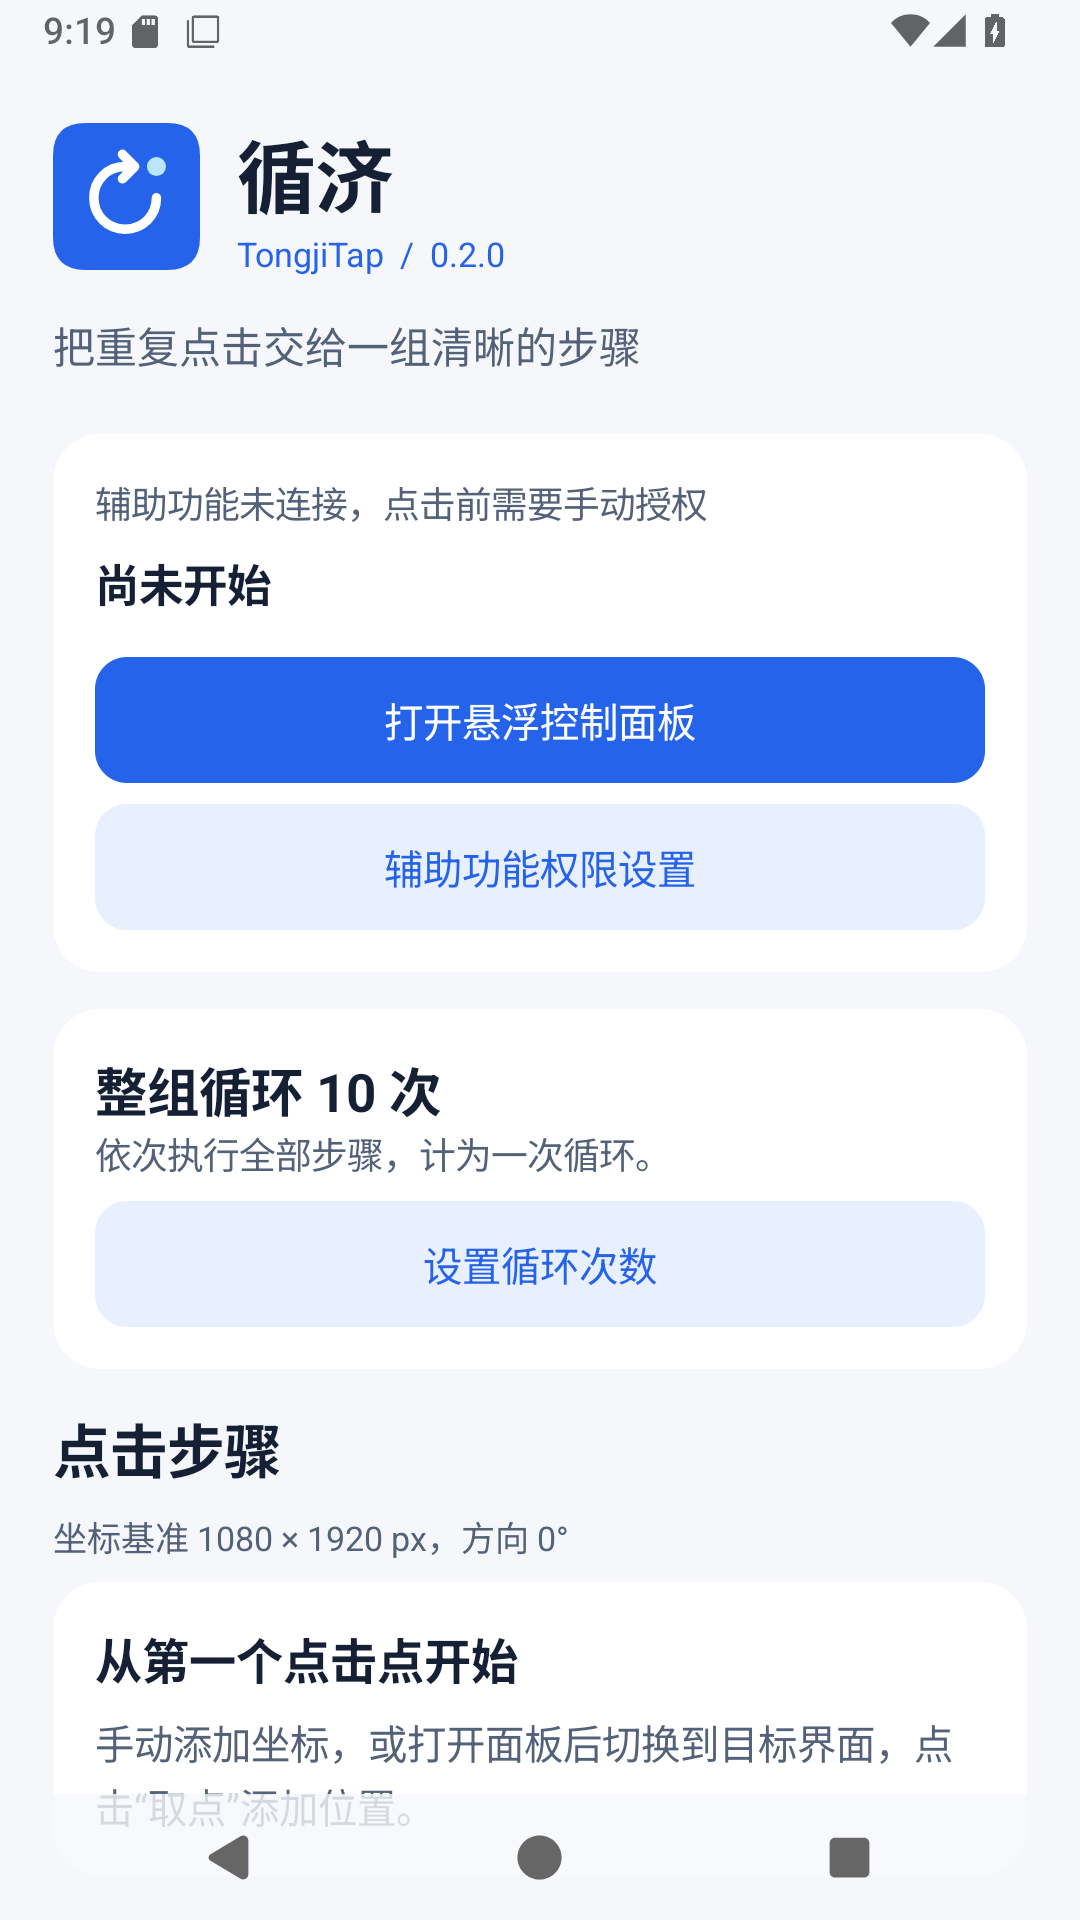 9:19
循济
TongjiTap / 0.2.0
把重复点击交给一组清晰的步骤
辅助功能未连接，点击前需要手动授权
尚未开始
打开悬浮控制面板
辅助功能权限设置
整组循环 10 次
依次执行全部步骤，计为一次循环。
设置循环次数
点击步骤
坐标基准 1080 × 1920 px，方向 0°
从第一个点击点开始
手动添加坐标，或打开面板后切换到目标界面，点
击“取点”添加位置。